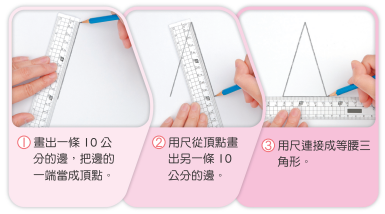 ① 畫出一條 10 公
分的邊，把邊的
一端當成頂點。
② 用尺從頂點畫
出另一條 10
公分的邊。
③ 用尺連接成等腰三
角形。